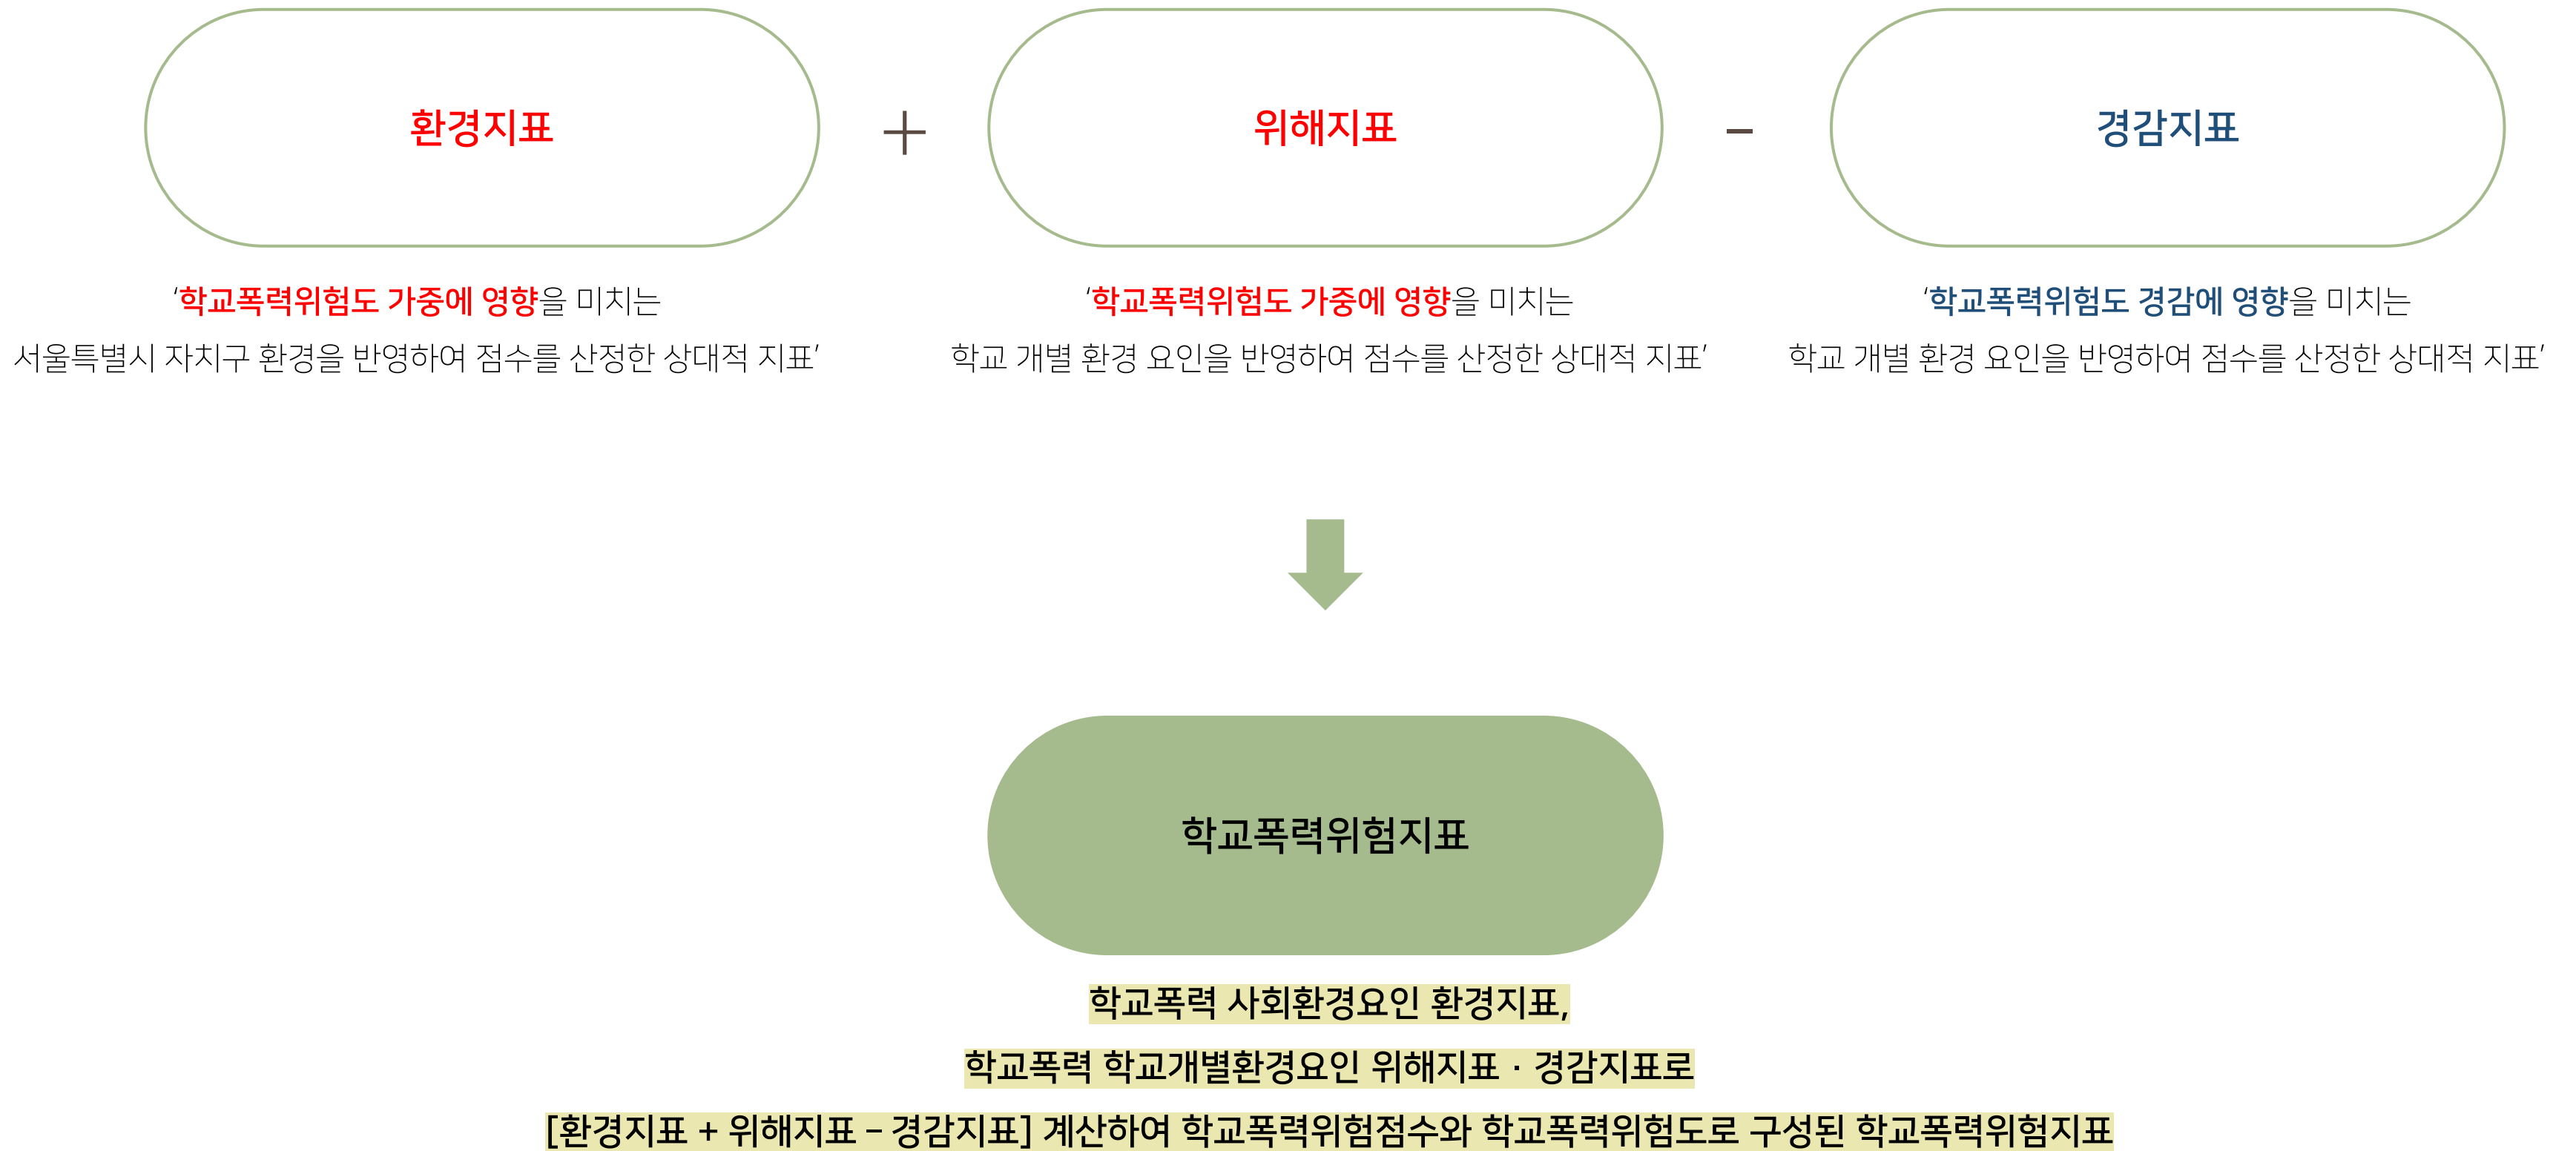 환경지표
+
위해지표
-
경감지표
‘학교폭력위험도 가중에 영향을 미치는
서울특별시 자치구 환경을 반영하여 점수를 산정한 상대적 지표’
‘학교폭력위험도 가중에 영향을 미치는
학교 개별 환경 요인을 반영하여 점수를 산정한 상대적 지표’
‘학교폭력위험도 경감에 영향을 미치는
학교 개별 환경 요인을 반영하여 점수를 산정한 상대적 지표’
학교폭력위험지표
학교폭력 사회환경요인 환경지표,
학교폭력 학교개별환경요인 위해지표 · 경감지표로
[환경지표 + 위해지표 – 경감지표] 계산하여 학교폭력위험점수와 학교폭력위험도로 구성된 학교폭력위험지표